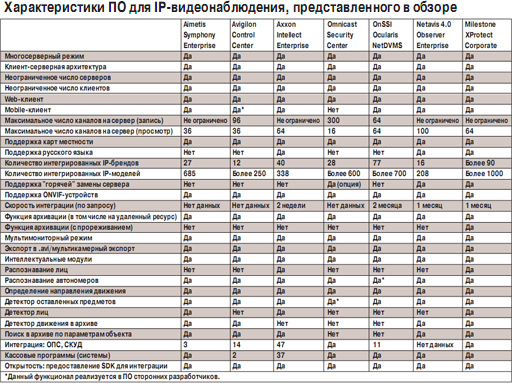 Характеристики ПО для IP-видеонаблюдения, представленного в обзоре
Aimetis Symphony Enterprise Avigilon Control Center Axxon Intellect Enterprise Omnicast Security Center OnSSI Ocularis NetDVMS Netavis 4.0 Observer Enterprise Milestone XProtect Corporate
Многосерверный режим Да Да Да Да Да Да Да
Клиент-серверная архитектура Да Да Да Да Да Да Да
Неограниченное число серверов Да Да Да Да Да Да Да
Неограниченное число клиентов Да Да Да Да Да Да Да
Web-клиент Да Да Да Да Да Да Да
Mobile-клиент Да Да* Да Нет Да Да Да
Максимальное число каналов на сервер (запись) Не ограничено 96 Не ограничено 300 64 Не ограничено Не ограничено
Максимальное число каналов на сервер (просмотр) 36 36 64 16 64 100 64
Поддержка карт местности Да Да Да Да Да Да Да
Поддержка русского языка Нет Да Да Нет Нет Да Да
Количество интегрированных IP-брендов 27 12 40 28 77 16 Более 90
Количество интегрированных IP-моделей 685 Более 250 338 Более 600 Более 700 208 Более 1000
Поддержка "горячей" замены сервера Нет Нет Нет Да (опция) Нет Нет Да
Поддержка ONVIF-устройств Да Да Да Да Да Да Да
Скорость интеграции (по запросу) Нет данных Нет данных 2 недели Нет данных 2 месяца 1 месяц 1 месяц
Функция архивации (в том числе на удаленный ресурс) Да Да Да Да Да Да Да
Функция архивации (с прореживанием) Нет Нет Нет Нет Нет Нет Да
Мультимониторный режим Да Да Да Да Да Да Да
Экспорт в .avi/мультикамерный экспорт Да Да Да Да Да Да Да
Интеллектуальные модули Да Да Да Да Да Да Да
Распознавание лиц Нет Нет Да Нет Нет Нет Да
Распознавание автономеров Да Да Да Да Да* Да Да
Определение направления движения Да Да Да Да Да Да Да
Детектор оставленных предметов Да Да Да Да* Да Да Да
Детектор лиц Нет Нет Да Нет Нет Нет Да
Детектор движения в архиве Да Да Нет Нет Да Да Да
Поиск в архиве по параметрам объекта Да Да Нет Нет Нет Нет Да
Интеграция: ОПС, СКУД 3 14 47 Да 11 Нет данных Да
Кассовые программы (системы) Да 2 37 Да Да Да Да
Открытость: предоставление SDK для интеграции Да Да Да Да Да Да Да
*Данный функционал реализуется в ПО сторонних разработчиков.